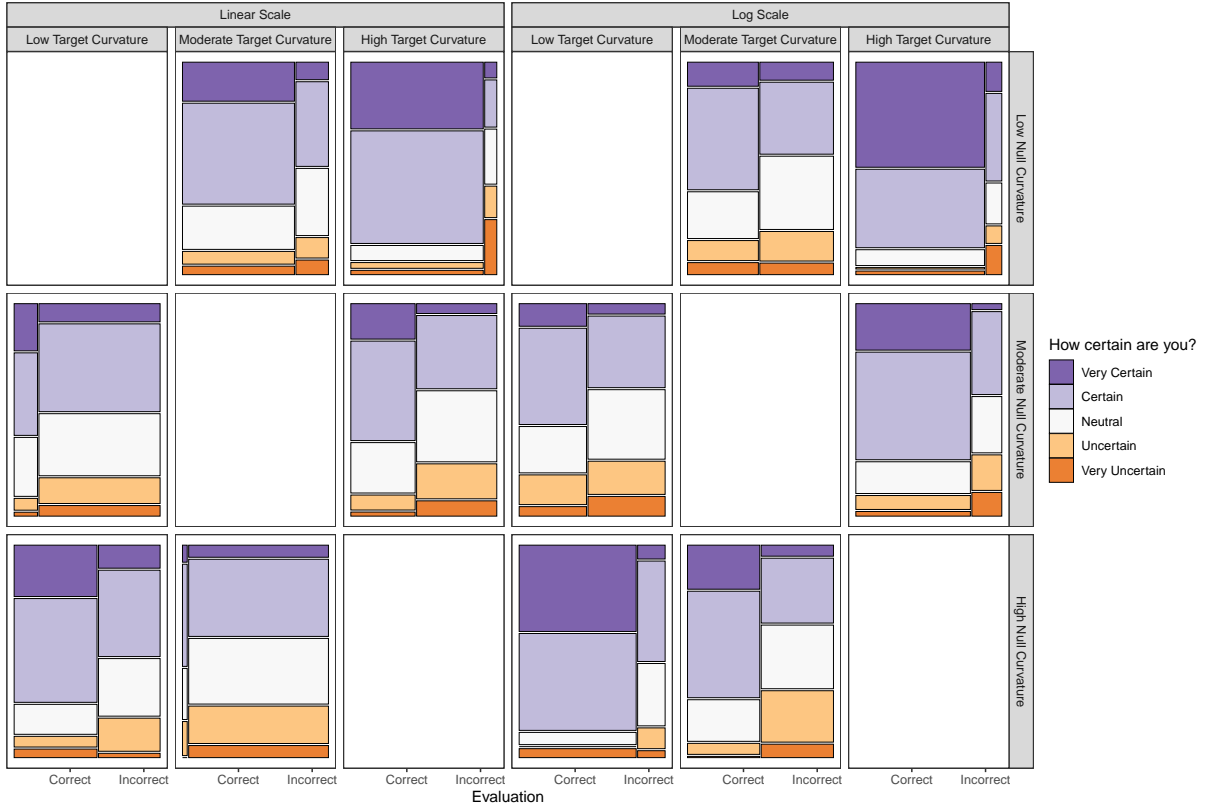 Linear Scale
Log Scale
Low Target Curvature
Moderate Target Curvature
High Target Curvature
Low Target Curvature
Moderate Target Curvature
High Target Curvature
Low Null Curvature
Moderate Null Curvature
High Null Curvature
How certain are you?
Very Certain
Certain
Neutral
Uncertain
Very Uncertain
Correct
Incorrect
Correct
Incorrect
Correct
Incorrect
Correct
Incorrect
Correct
Incorrect
Correct
Incorrect
Evaluation